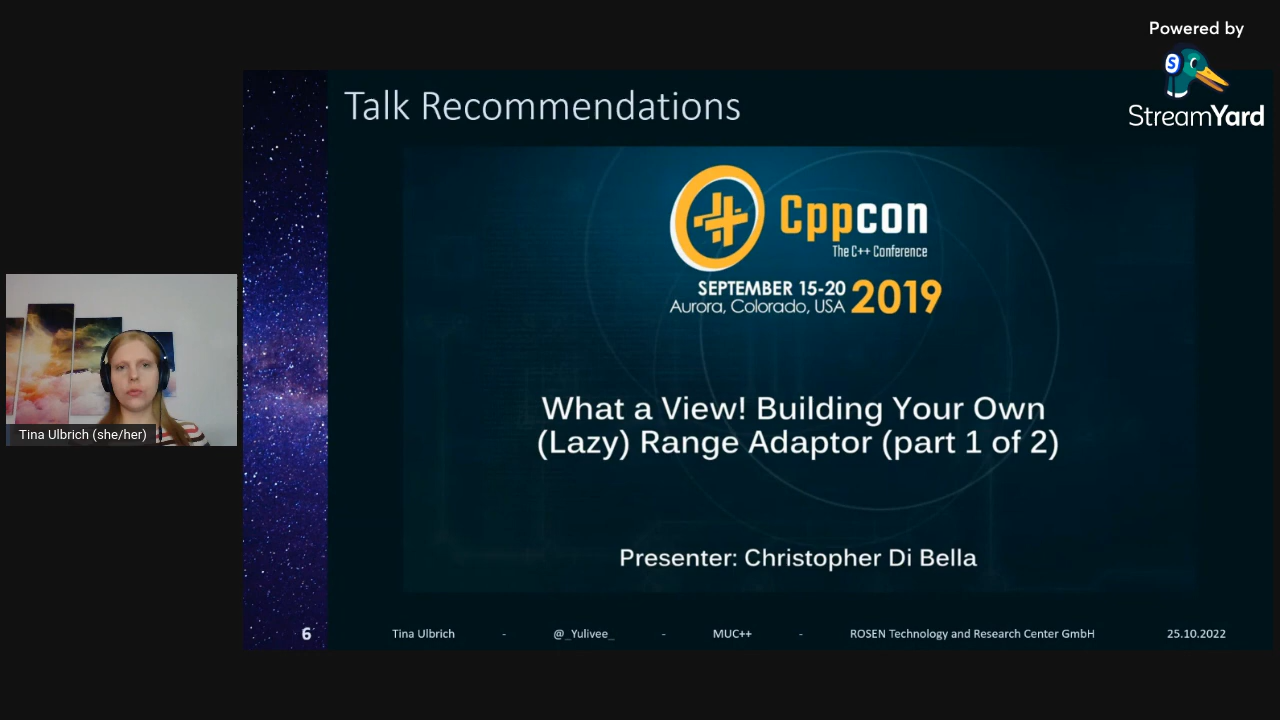 Powered by
StreamYard
Talk Recommendations
Cppcon
The C++ Conference
SEPTEMBER 15-20
Aurora, Colorado, USA 2019
What a View! Building Your Own
(Lazy) Range Adaptor (part 1 of 2)
Presenter: Christopher Di Bella
Tina Ulbrich (she/her)
6 Tina Ulbrich - @_Yulivee_ - MUC++ - ROSEN Technology and Research Center GmbH 25.10.2022